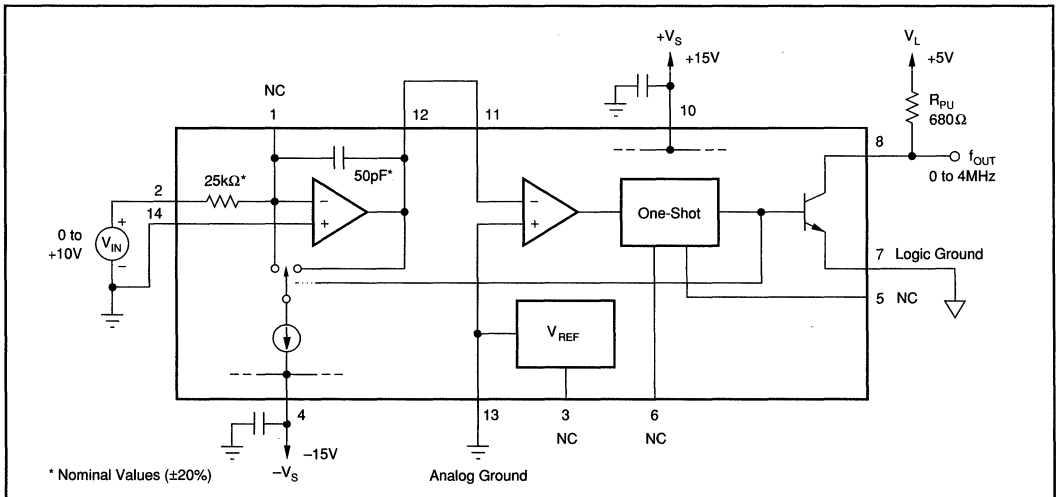 +V_S
+15V
V_L
+5V
R_PU
680Ω
NC
1
12
11
10
8
f_OUT
0 to 4MHz
2
25kΩ*
50pF*
14
–
+
–
+
One-Shot
0 to
+10V
+
V_IN
–
7
Logic Ground
5
NC
V_REF
4
13
3
6
NC
NC
–15V
–V_S
Analog Ground
* Nominal Values (±20%)